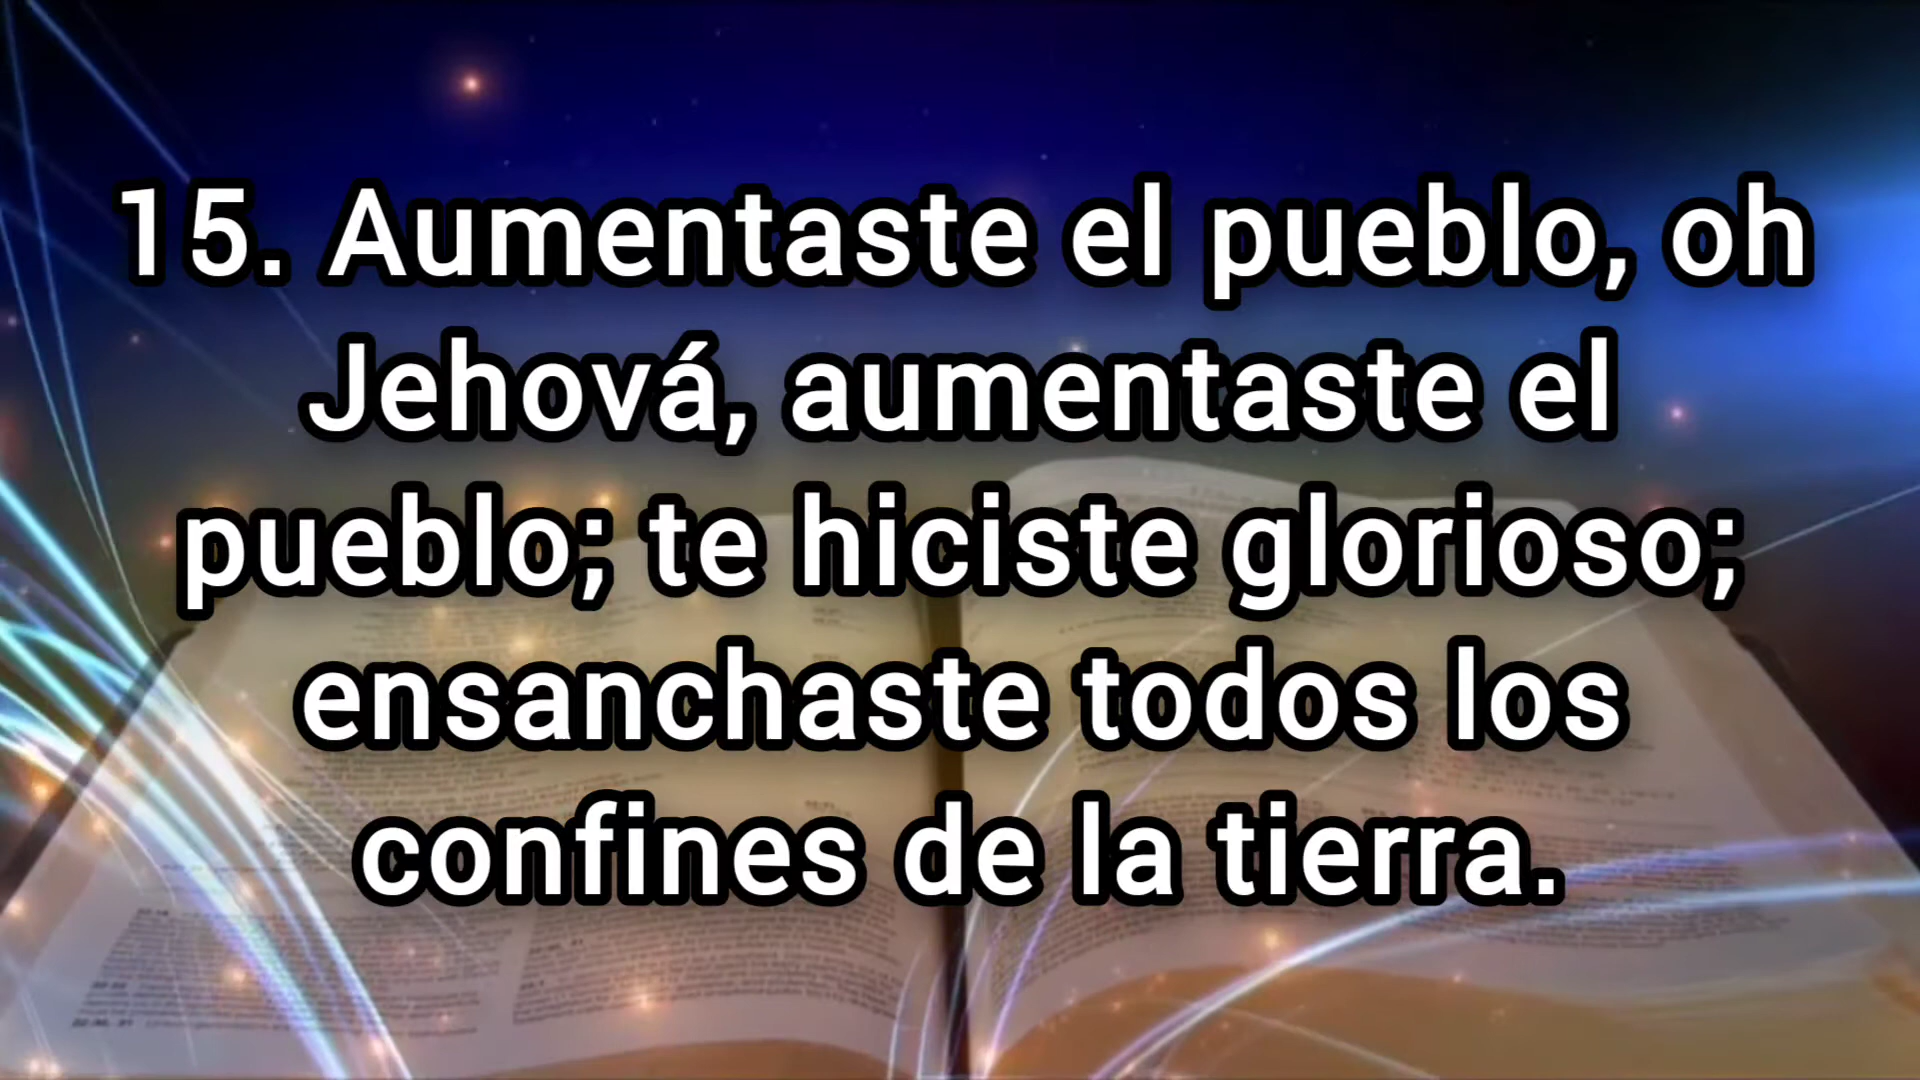 15. Aumentaste el pueblo, oh
Jehová, aumentaste el
pueblo; te hiciste glorioso;
ensanchaste todos los
confines de la tierra.